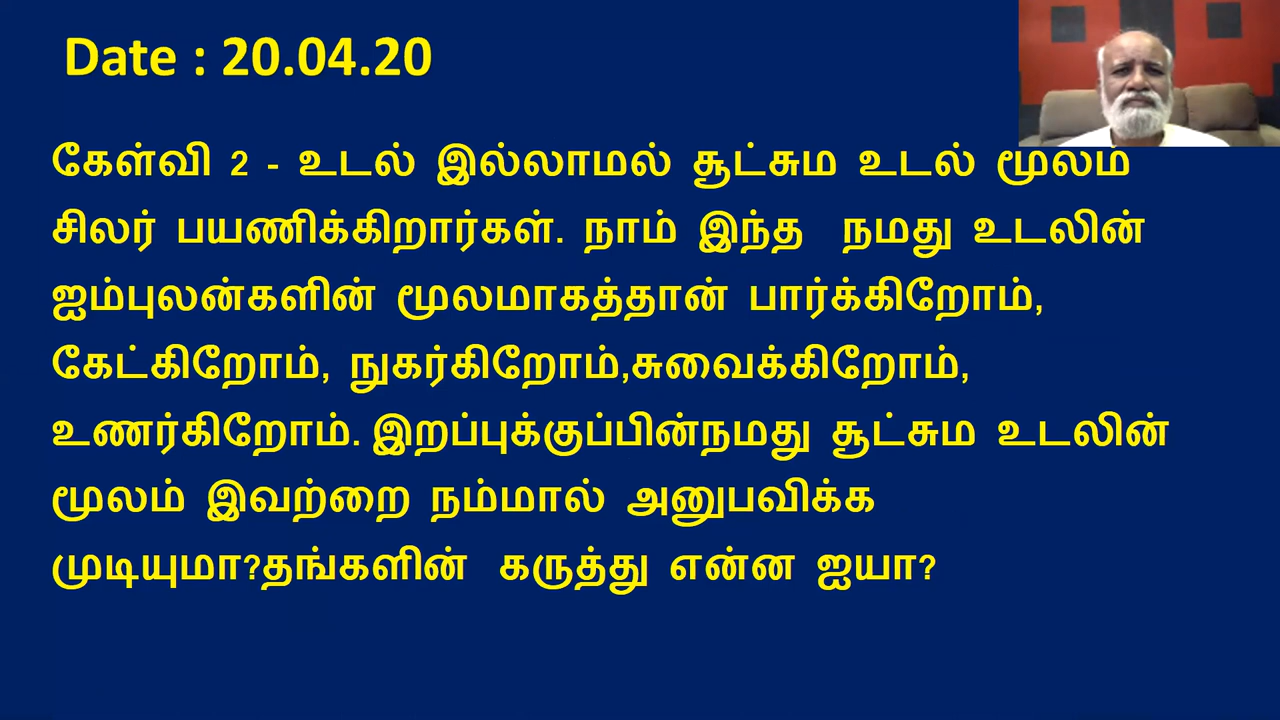 Date : 20.04.20
கேள்வி 2 - உடல் இல்லாமல் சூட்சும உடல் மூலம்
சிலர் பயணிக்கிறார்கள். நாம் இந்த நமது உடலின்
ஐம்புலன்களின் மூலமாகத்தான் பார்க்கிறோம்,
கேட்கிறோம், நுகர்கிறோம்,சுவைக்கிறோம்,
உணர்கிறோம். இறப்புக்குப்பின்நமது சூட்சும உடலின்
மூலம் இவற்றை நம்மால் அனுபவிக்க
முடியுமா?தங்களின் கருத்து என்ன ஐயா?